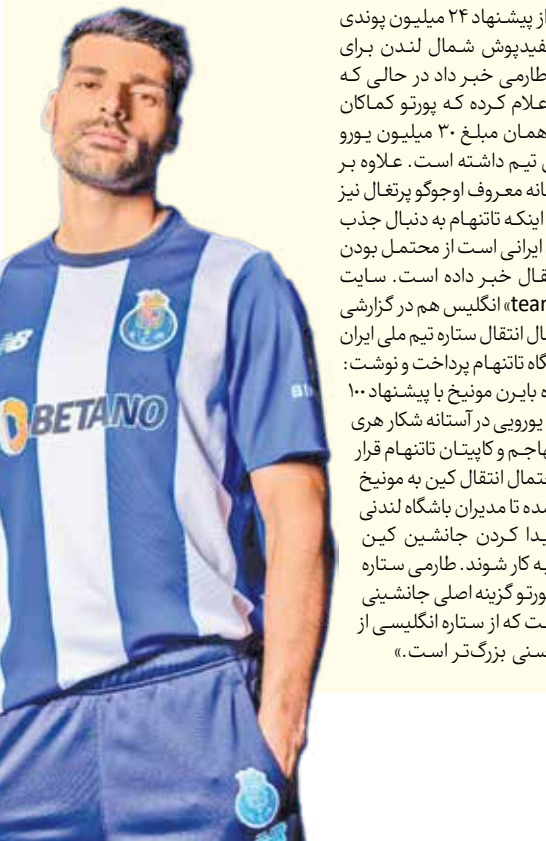 از پیشنهاد ۲۴ میلیون پوندی
فیدپوش شمال لندن برای
طارمی خبر داد در حالی که
علام کرده که پورتو کماکان
همان مبلغ ۳۰ میلیون یورو
تیم داشته است. علاوه بر
انه معروف اوجوگو پرتغال نیز
اینکه تاتنهام به دنبال جذب
ایرانی است از محتمل بودن
قال خبر داده است. سایت
tear» انگلیس هم در گزارشی
ال انتقال ستاره تیم ملی ایران
گاه تاتنهام پرداخت و نوشت:
ه بایرن مونیخ با پیشنهاد ۱۰۰
یورویی در آستانه شکار هری
هاجم و کاپیتان تاتنهام قرار
تمال انتقال کین به مونیخ
شده تا مدیران باشگاه لندنی
یدا کردن جانشین کین
به کار شوند. طارمی ستاره
ورتو گزینه اصلی جانشینی
ت که از ستاره انگلیسی از
سنی بزرگ‌تر است.»
BETANO